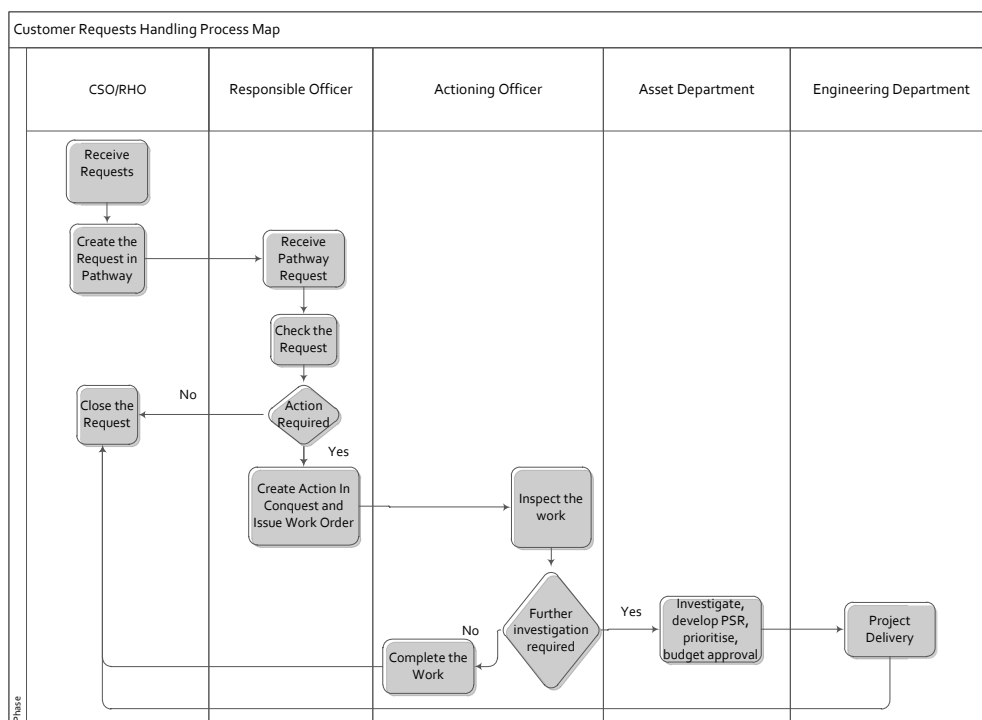 Customer Requests Handling Process Map
CSO/RHO
Responsible Officer
Actioning Officer
Asset Department
Engineering Department
Receive
Requests
Create the
Request in
Pathway
Receive
Pathway
Request
Check the
Request
Close the
Request
No
Action
Required
Yes
Create Action In
Conquest and
Issue Work Order
Inspect the
work
Further
investigation
required
Yes
Investigate,
develop PSR,
prioritise,
budget approval
Project
Delivery
No
Complete the
Work
Phase